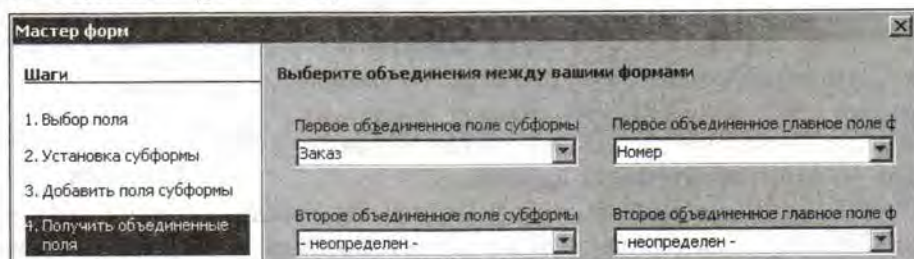 Мастер форм
Шаги
1. Выбор поля
2. Установка субформы
3. Добавить поля субформы
4. Получить объединенные
поля
Выберите объединения между вашими формами
Первое объединенное поле субформы
Первое объединенное главное поле ф
Заказ
Номер
Второе объединенное поле субформы
Второе объединенное главное поле ф
- неопределен -
- неопределен -